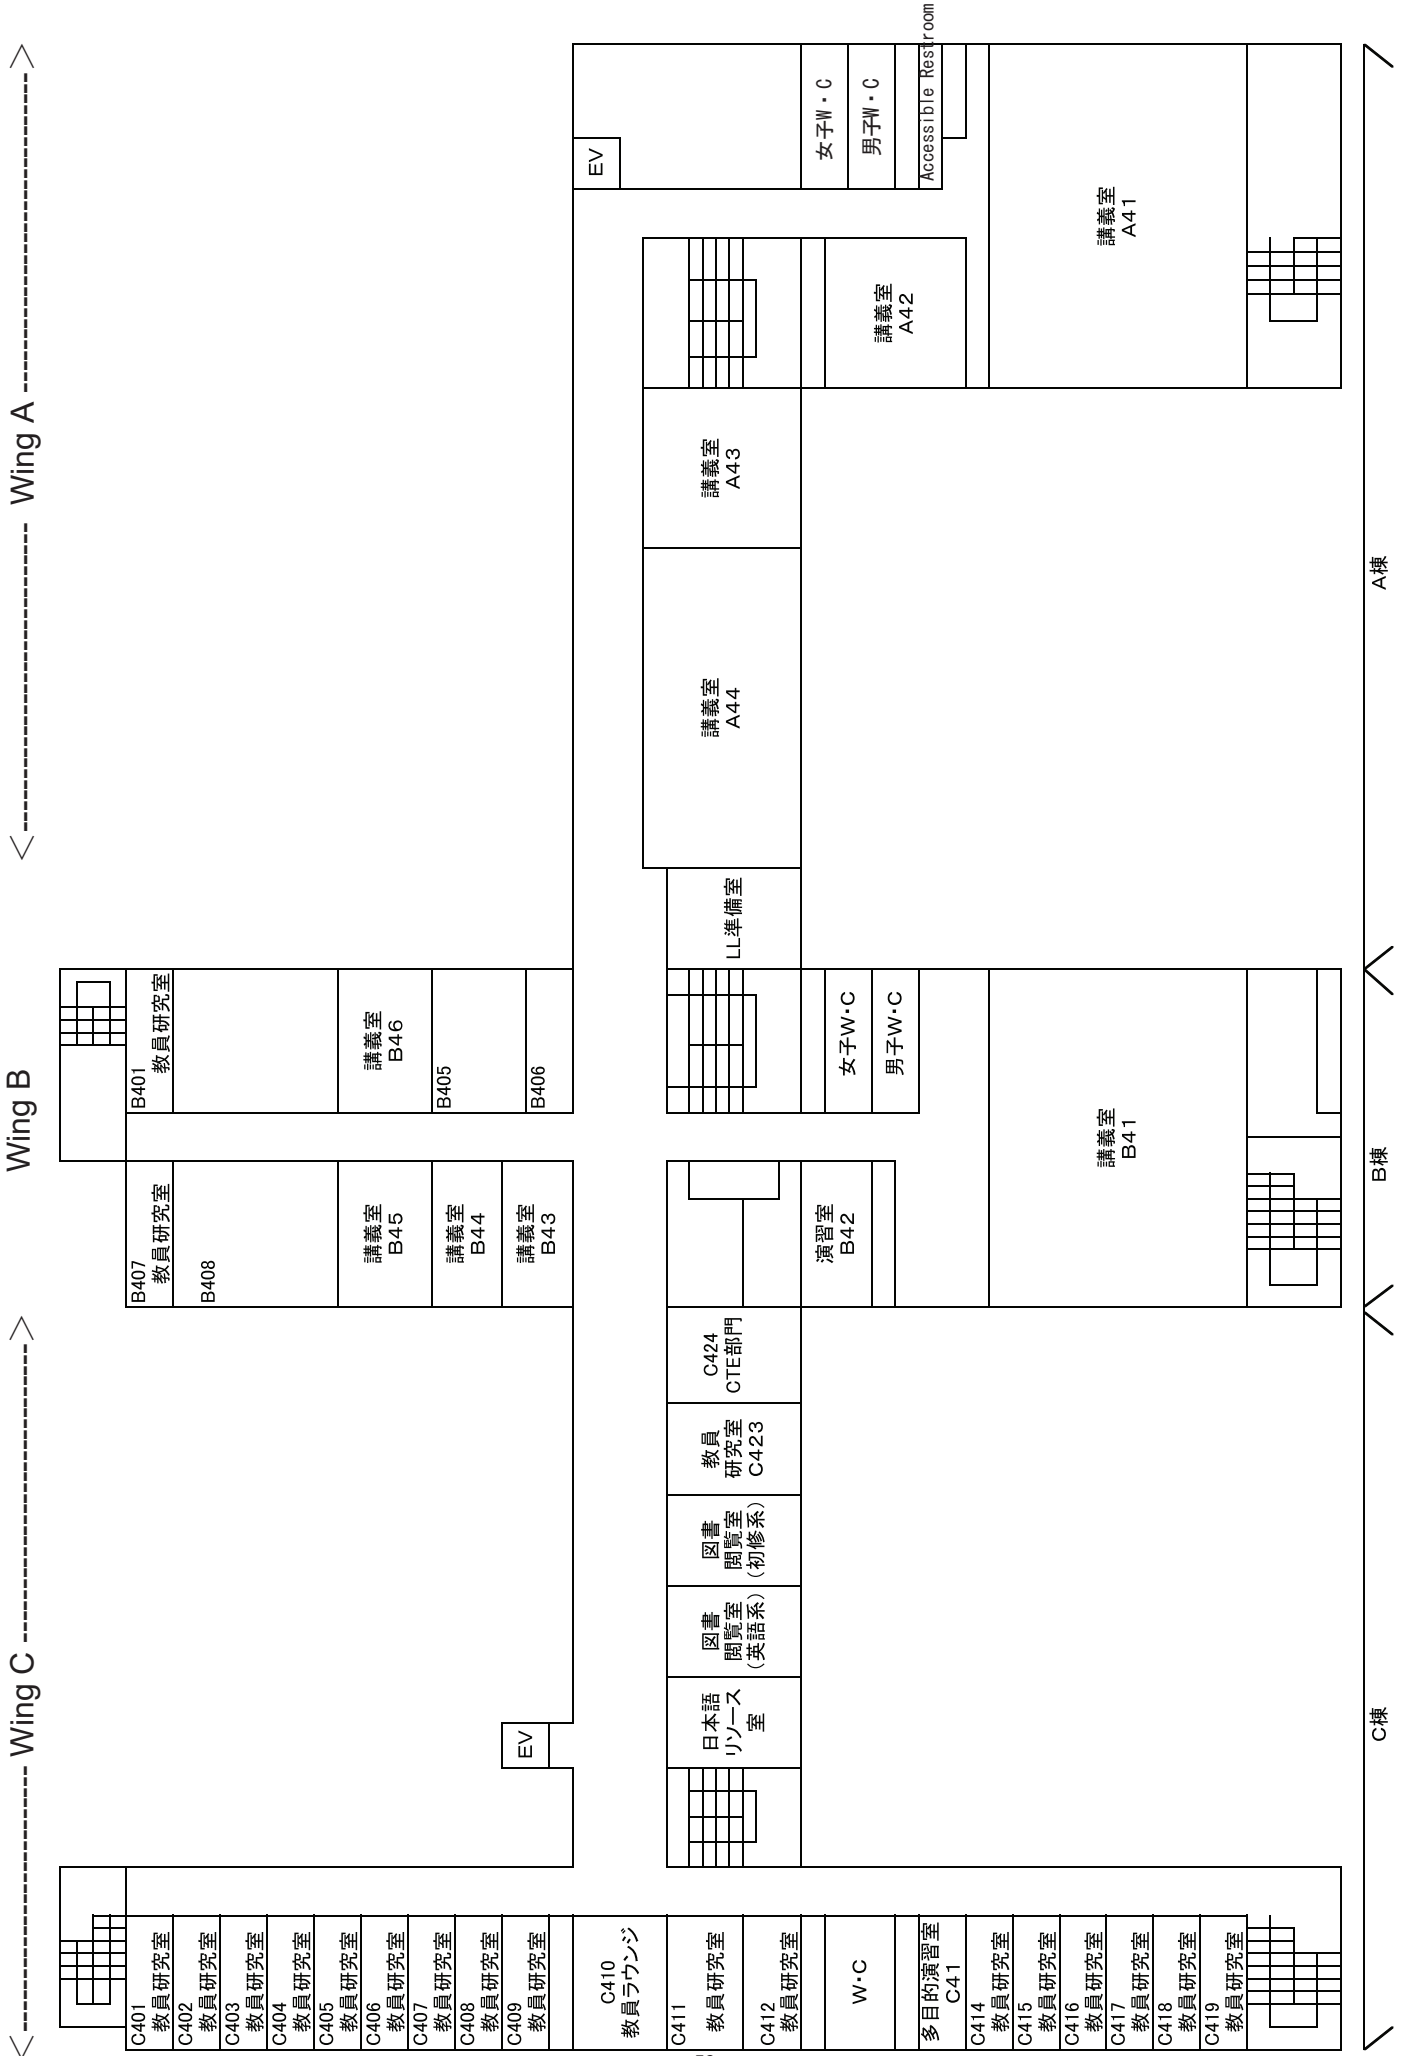 <---------------- Wing C ------------------>
Wing B
<-------------------- Wing A -------------------->
C401
教員研究室
C402
教員研究室
C403
教員研究室
C404
教員研究室
C405
教員研究室
C406
教員研究室
C407
教員研究室
C408
教員研究室
C409
教員研究室
C410
教員ラウンジ
C411
教員研究室
C412
教員研究室
W・C
多目的演習室
C41
C414
教員研究室
C415
教員研究室
C416
教員研究室
C417
教員研究室
C418
教員研究室
C419
教員研究室
EV
日本語
リソース
室
図書
閲覧室
(英語系)
図書
閲覧室
(初修系)
教員
研究室
C423
C424
CTE部門
B407
教員研究室
B408
講義室
B45
講義室
B44
講義室
B43
演習室
B42
B401
教員研究室
講義室
B46
B405
B406
女子W・C
男子W・C
講義室
B41
LL準備室
講義室
A44
講義室
A43
講義室
A42
EV
女子W・C
男子W・C
Accessible Restroom
講義室
A41
C棟
B棟
A棟